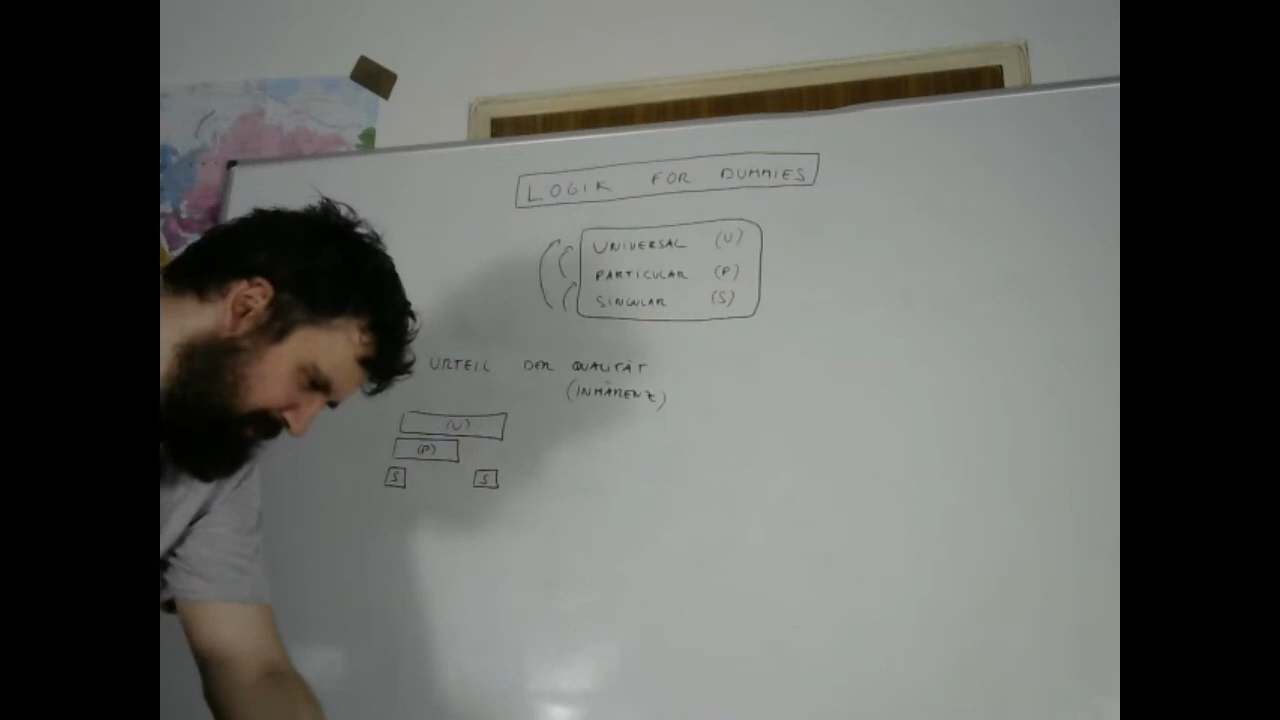 LOGIK FOR DUMMIES
UNIVERSAL (U)
PARTICULAR (P)
SINGULAR (S)
URTEIL DER QUALITÄT
(INHÄRENZ)
(U)
(P)
S S